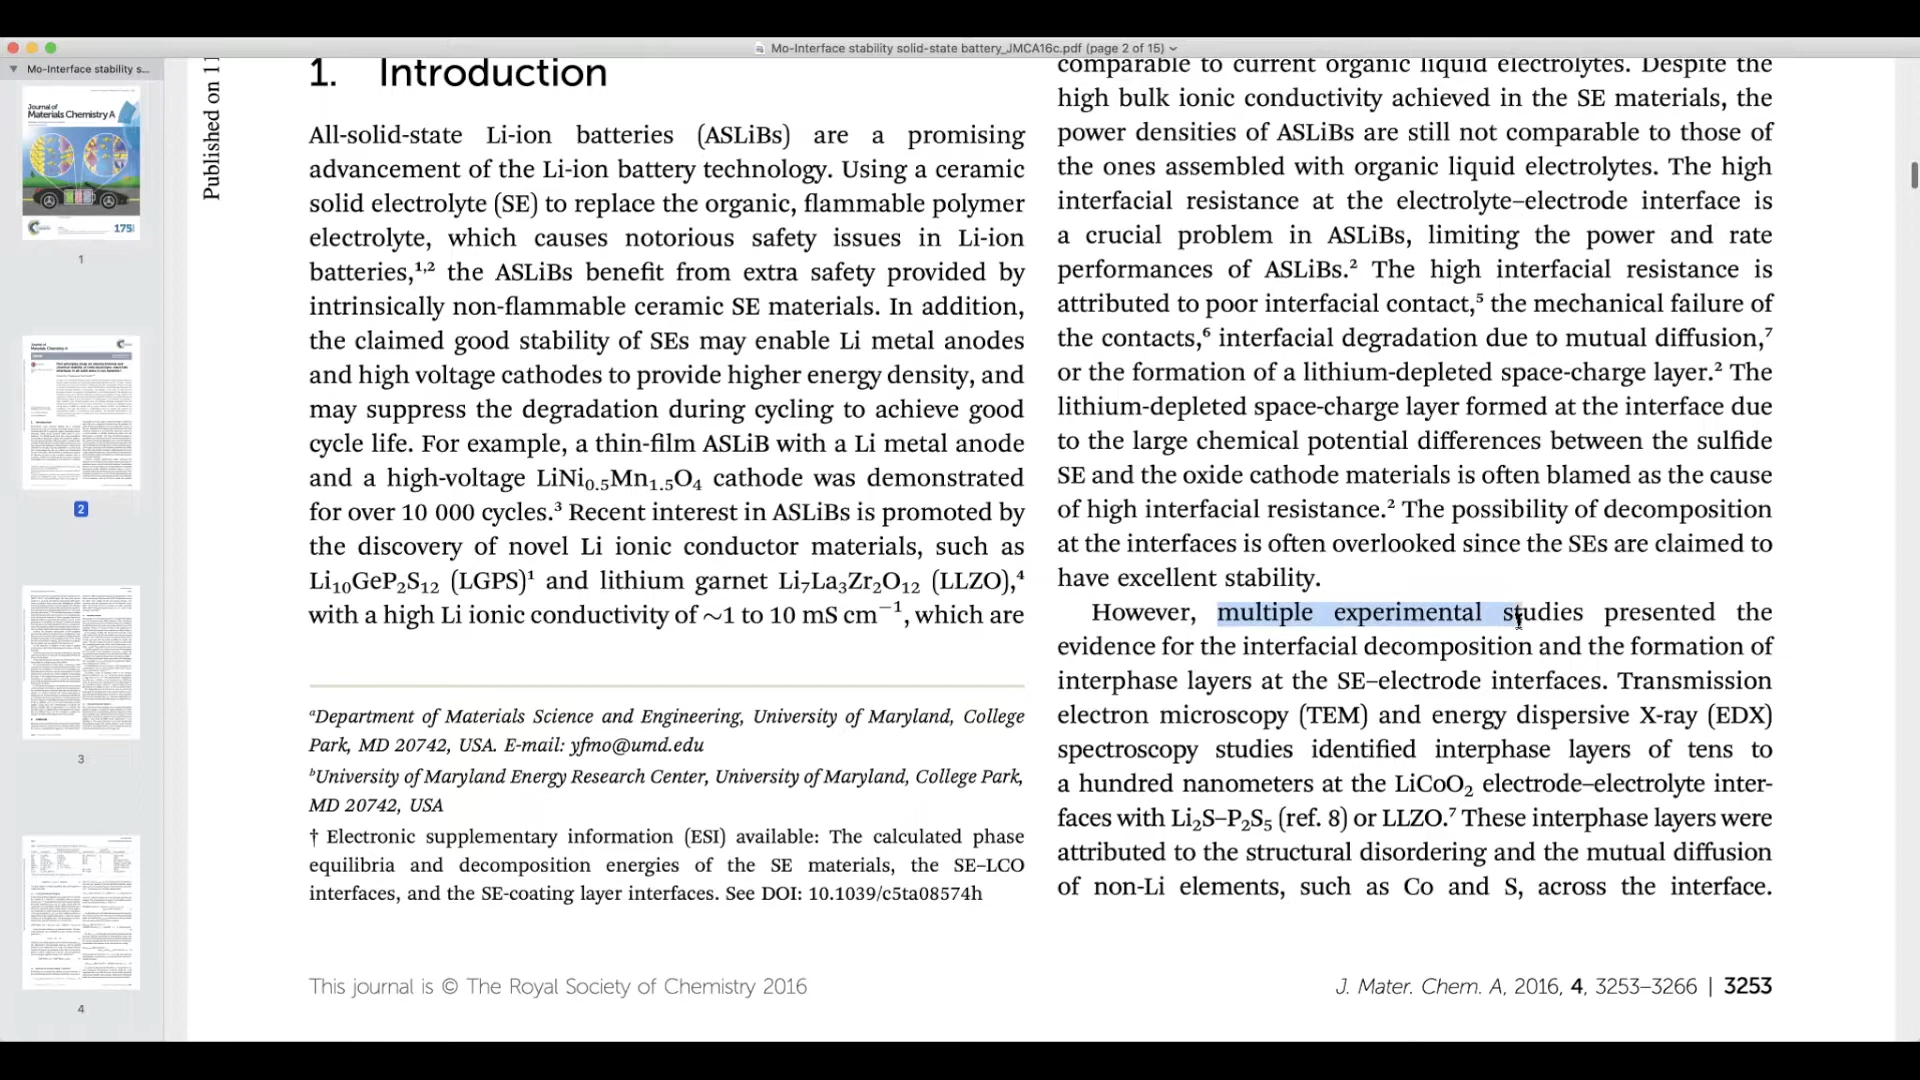 Mo-Interface stability solid-state battery_JMCA16c.pdf (page 2 of 15)
Mo-Interface stability s...
Journal of
Materials Chemistry A
175
1
2
3
4
Published on 11
1. Introduction
All-solid-state Li-ion batteries (ASLiBs) are a promising
advancement of the Li-ion battery technology. Using a ceramic
solid electrolyte (SE) to replace the organic, flammable polymer
electrolyte, which causes notorious safety issues in Li-ion
batteries,¹,² the ASLiBs benefit from extra safety provided by
intrinsically non-flammable ceramic SE materials. In addition,
the claimed good stability of SEs may enable Li metal anodes
and high voltage cathodes to provide higher energy density, and
may suppress the degradation during cycling to achieve good
cycle life. For example, a thin-film ASLiB with a Li metal anode
and a high-voltage LiNi₀.₅Mn₁.₅O₄ cathode was demonstrated
for over 10 000 cycles.³ Recent interest in ASLiBs is promoted by
the discovery of novel Li ionic conductor materials, such as
Li₁₀GeP₂S₁₂ (LGPS)¹ and lithium garnet Li₇La₃Zr₂O₁₂ (LLZO),⁴
with a high Li ionic conductivity of ~1 to 10 mS cm⁻¹, which are
ᵃDepartment of Materials Science and Engineering, University of Maryland, College
Park, MD 20742, USA. E-mail: yfmo@umd.edu
ᵇUniversity of Maryland Energy Research Center, University of Maryland, College Park,
MD 20742, USA
† Electronic supplementary information (ESI) available: The calculated phase
equilibria and decomposition energies of the SE materials, the SE–LCO
interfaces, and the SE-coating layer interfaces. See DOI: 10.1039/c5ta08574h
comparable to current organic liquid electrolytes. Despite the
high bulk ionic conductivity achieved in the SE materials, the
power densities of ASLiBs are still not comparable to those of
the ones assembled with organic liquid electrolytes. The high
interfacial resistance at the electrolyte–electrode interface is
a crucial problem in ASLiBs, limiting the power and rate
performances of ASLiBs.² The high interfacial resistance is
attributed to poor interfacial contact,⁵ the mechanical failure of
the contacts,⁶ interfacial degradation due to mutual diffusion,⁷
or the formation of a lithium-depleted space-charge layer.² The
lithium-depleted space-charge layer formed at the interface due
to the large chemical potential differences between the sulfide
SE and the oxide cathode materials is often blamed as the cause
of high interfacial resistance.² The possibility of decomposition
at the interfaces is often overlooked since the SEs are claimed to
have excellent stability.
However, multiple experimental studies presented the
evidence for the interfacial decomposition and the formation of
interphase layers at the SE–electrode interfaces. Transmission
electron microscopy (TEM) and energy dispersive X-ray (EDX)
spectroscopy studies identified interphase layers of tens to
a hundred nanometers at the LiCoO₂ electrode–electrolyte inter-
faces with Li₂S–P₂S₅ (ref. 8) or LLZO.⁷ These interphase layers were
attributed to the structural disordering and the mutual diffusion
of non-Li elements, such as Co and S, across the interface.
This journal is © The Royal Society of Chemistry 2016
J. Mater. Chem. A, 2016, 4, 3253–3266 | 3253